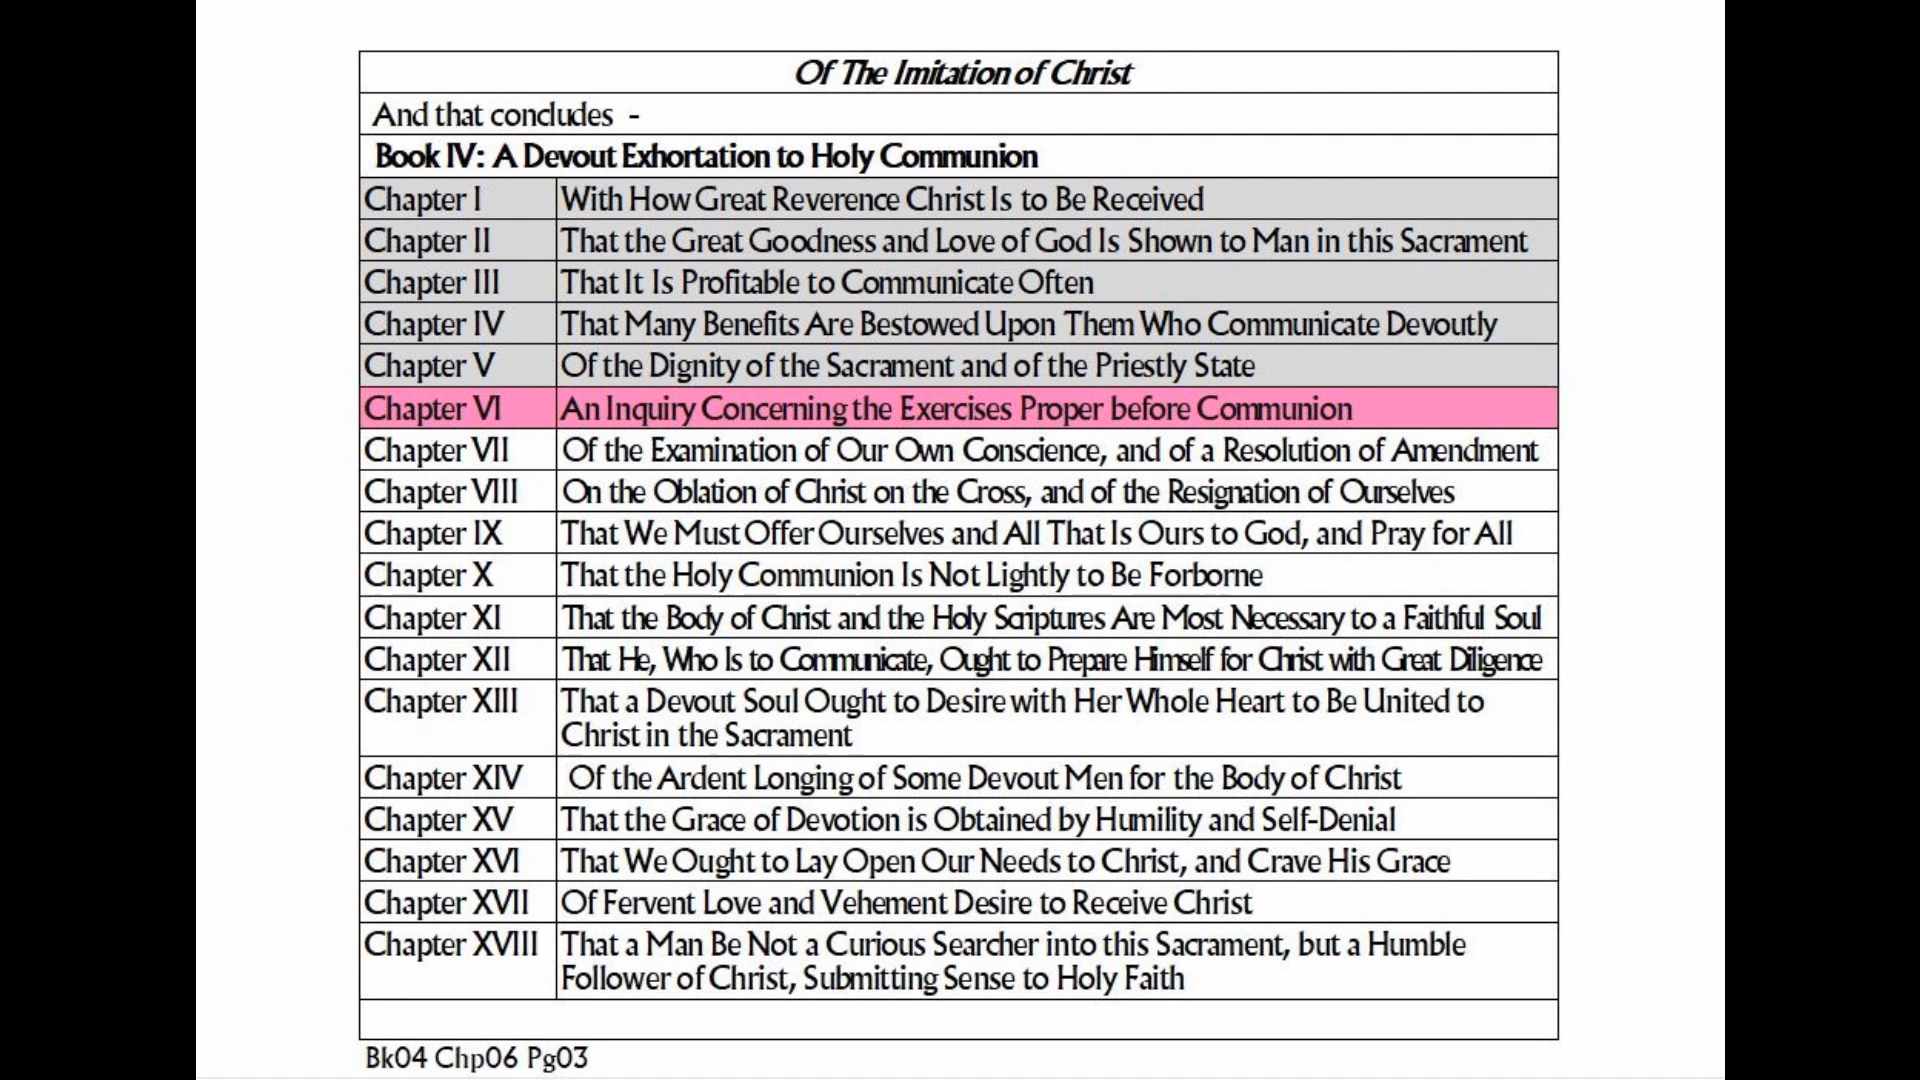 Of The Imitation of Christ
And that concludes -
Book IV: A Devout Exhortation to Holy Communion
Chapter I With How Great Reverence Christ Is to Be Received
Chapter II That the Great Goodness and Love of God Is Shown to Man in this Sacrament
Chapter III That It Is Profitable to Communicate Often
Chapter IV That Many Benefits Are Bestowed Upon Them Who Communicate Devoutly
Chapter V Of the Dignity of the Sacrament and of the Priestly State
Chapter VI An Inquiry Concerning the Exercises Proper before Communion
Chapter VII Of the Examination of Our Own Conscience, and of a Resolution of Amendment
Chapter VIII On the Oblation of Christ on the Cross, and of the Resignation of Ourselves
Chapter IX That We Must Offer Ourselves and All That Is Ours to God, and Pray for All
Chapter X That the Holy Communion Is Not Lightly to Be Forborne
Chapter XI That the Body of Christ and the Holy Scriptures Are Most Necessary to a Faithful Soul
Chapter XII That He, Who Is to Communicate, Ought to Prepare Himself for Christ with Great Diligence
Chapter XIII That a Devout Soul Ought to Desire with Her Whole Heart to Be United to
Christ in the Sacrament
Chapter XIV Of the Ardent Longing of Some Devout Men for the Body of Christ
Chapter XV That the Grace of Devotion is Obtained by Humility and Self-Denial
Chapter XVI That We Ought to Lay Open Our Needs to Christ, and Crave His Grace
Chapter XVII Of Fervent Love and Vehement Desire to Receive Christ
Chapter XVIII That a Man Be Not a Curious Searcher into this Sacrament, but a Humble
Follower of Christ, Submitting Sense to Holy Faith
Bk04 Chp06 Pg03